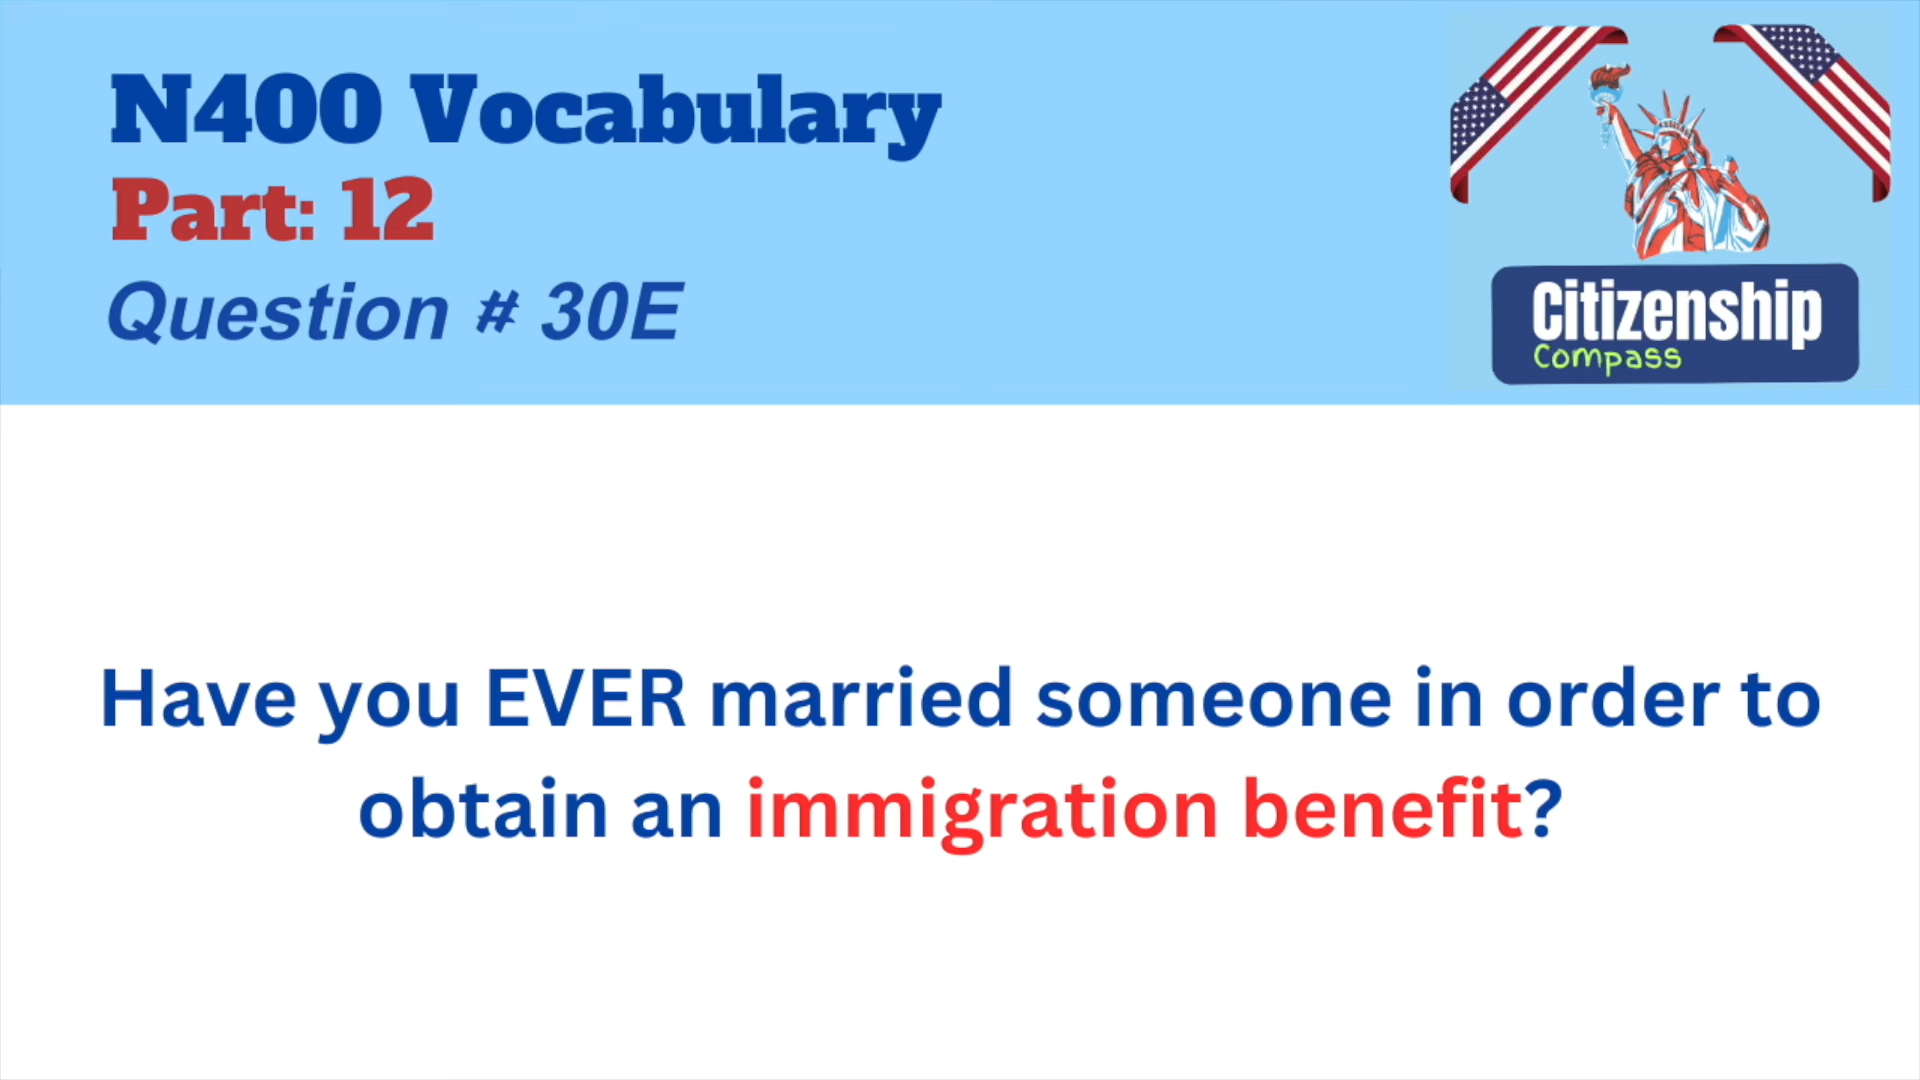 N400 Vocabulary
Part: 12
Question # 30E
Citizenship
Compass
Have you EVER married someone in order to
obtain an immigration benefit?